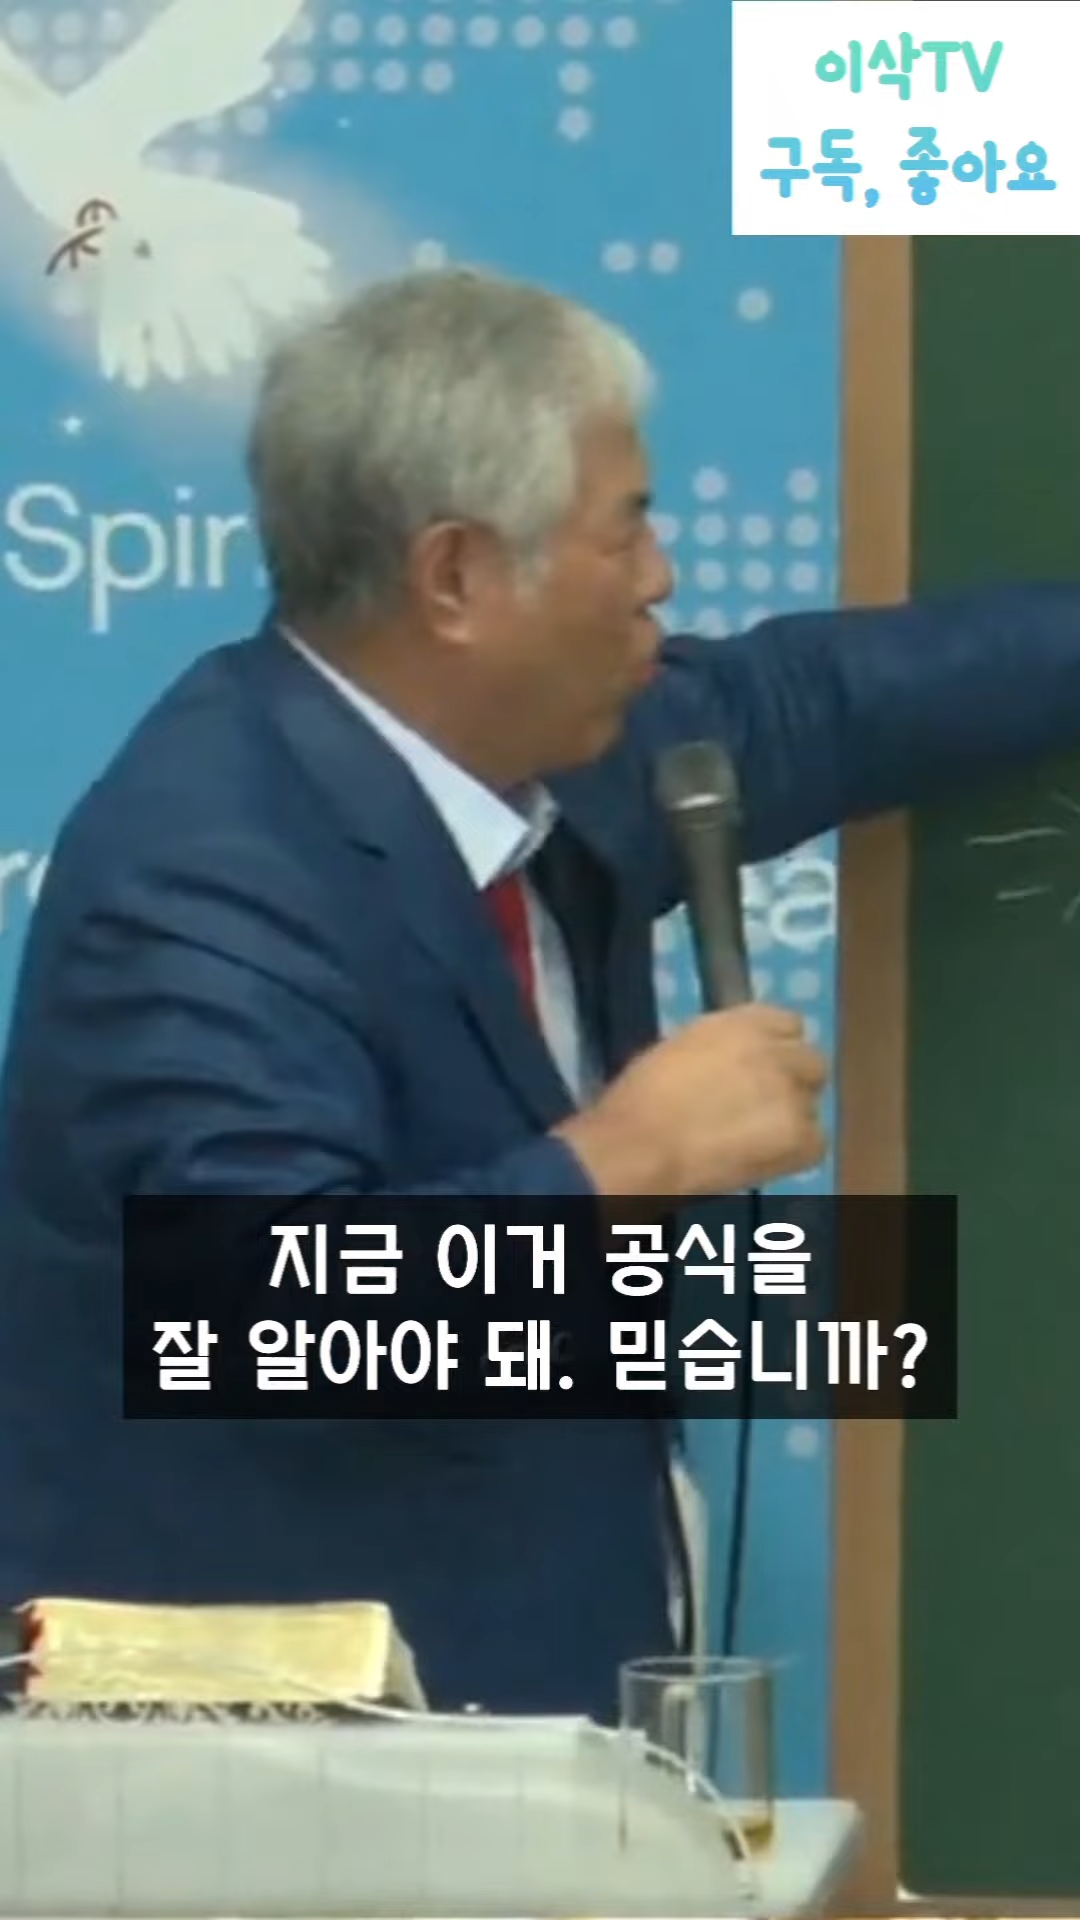 이삭TV
구독, 좋아요
Spir
지금 이거 공식을
잘 알아야 돼. 믿습니까?